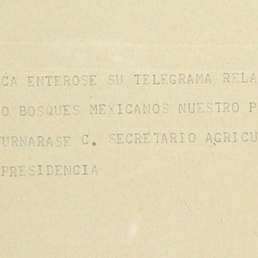 CA ENTEROSE SU TELEGRAMA RELA
O BOSQUES MEXICANOS NUESTRO P
TURNARASE C. SECRETARIO AGRICU
PRESIDENCIA